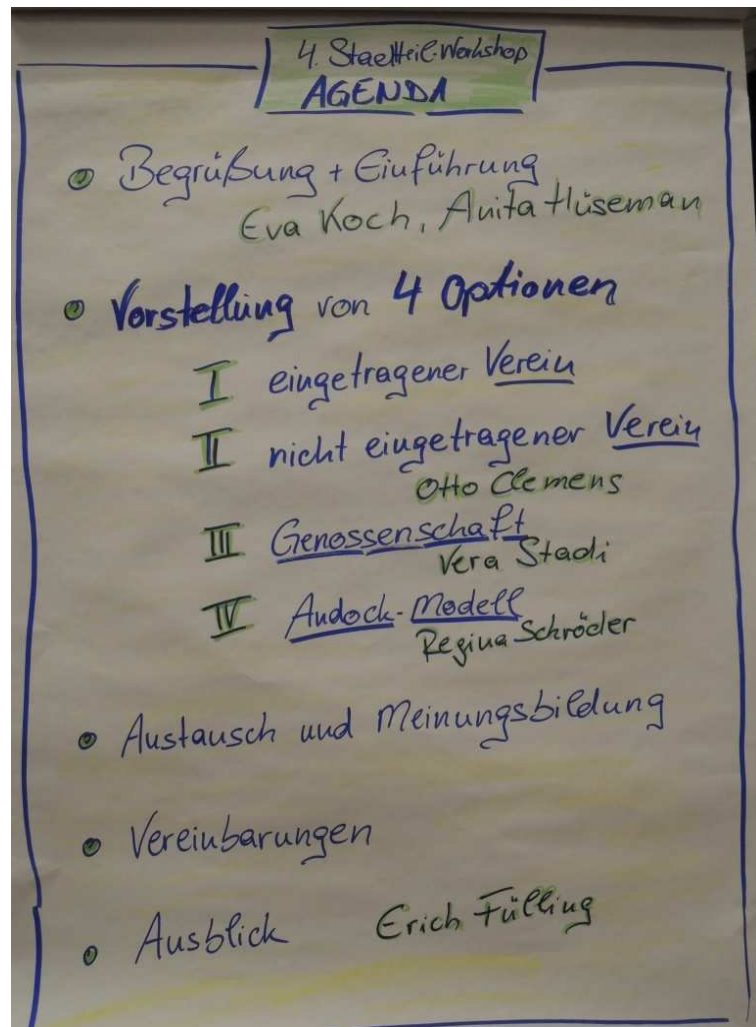 4. Stadtteil-Workshop
AGENDA
Begrüßung + Einführung
Eva Koch, Anita Hüseman
Vorstellung von 4 Optionen
I eingetragener Verein
II nicht eingetragener Verein
Otto Clemens
III Genossenschaft
Vera Stadi
IV Andock-Modell
Regina Schröder
Austausch und Meinungsbildung
Vereinbarungen
Ausblick Erich Fülling